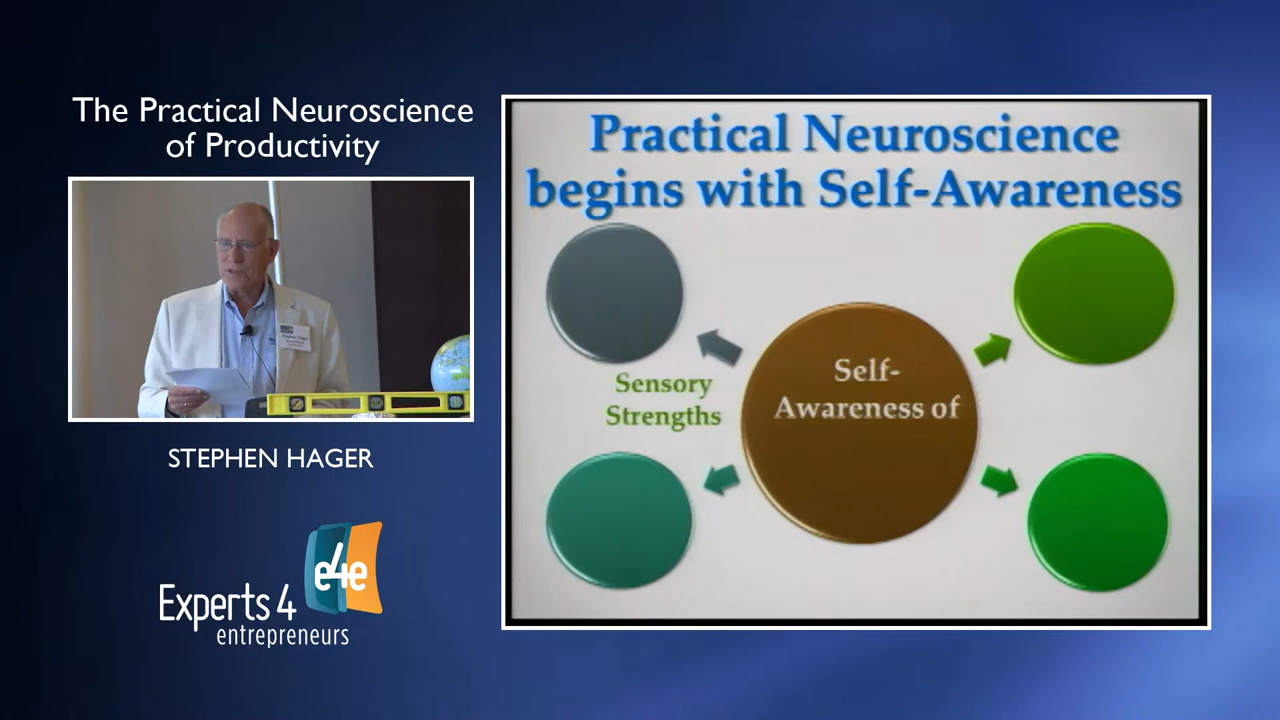 The Practical Neuroscience
of Productivity
STEPHEN HAGER
e4e
Experts 4
entrepreneurs
Practical Neuroscience
begins with Self-Awareness
Sensory
Strengths
Self-
Awareness of